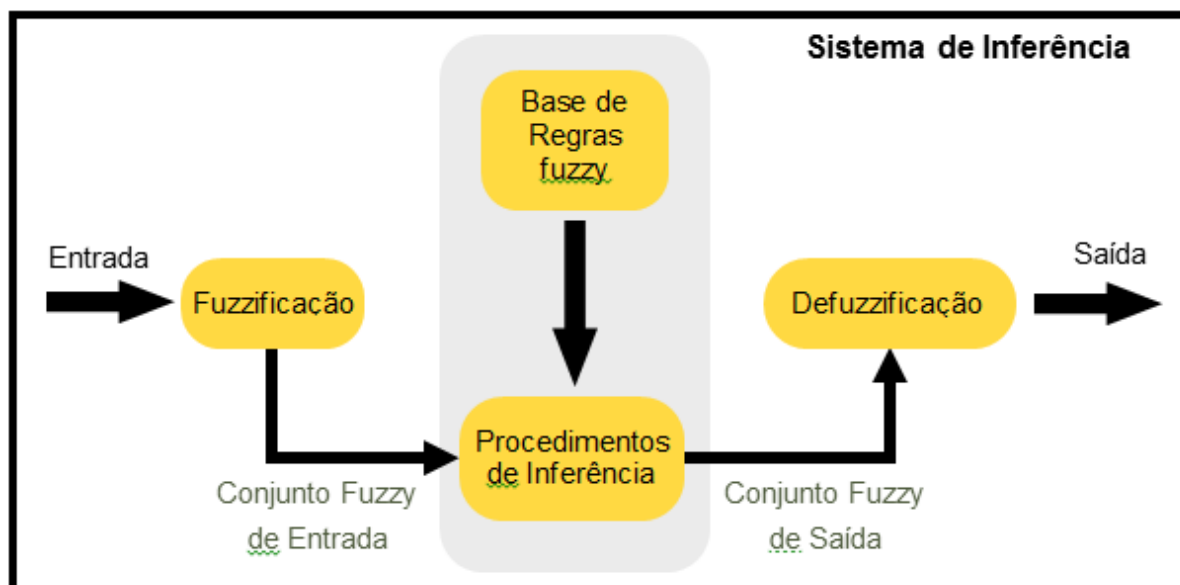 Sistema de Inferência
Base de
Regras
fuzzy
Entrada
Fuzzificação
Saída
Defuzzificação
Procedimentos
de Inferência
Conjunto Fuzzy
de Entrada
Conjunto Fuzzy
de Saída